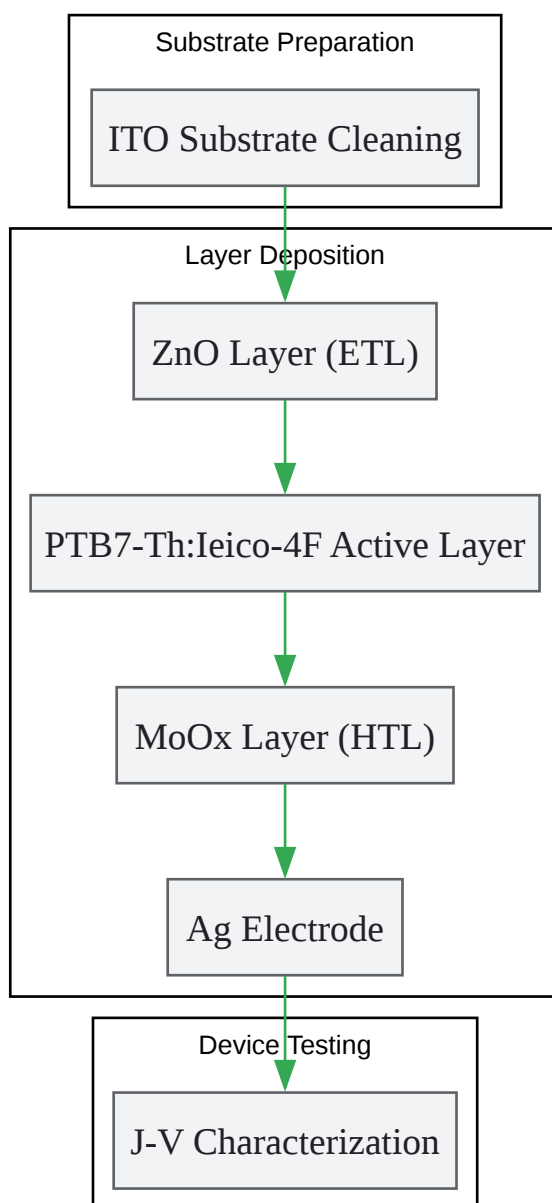 Substrate Preparation
ITO Substrate Cleaning
Layer Deposition
ZnO Layer (ETL)
PTB7-Th:Ieico-4F Active Layer
MoOx Layer (HTL)
Ag Electrode
Device Testing
J-V Characterization